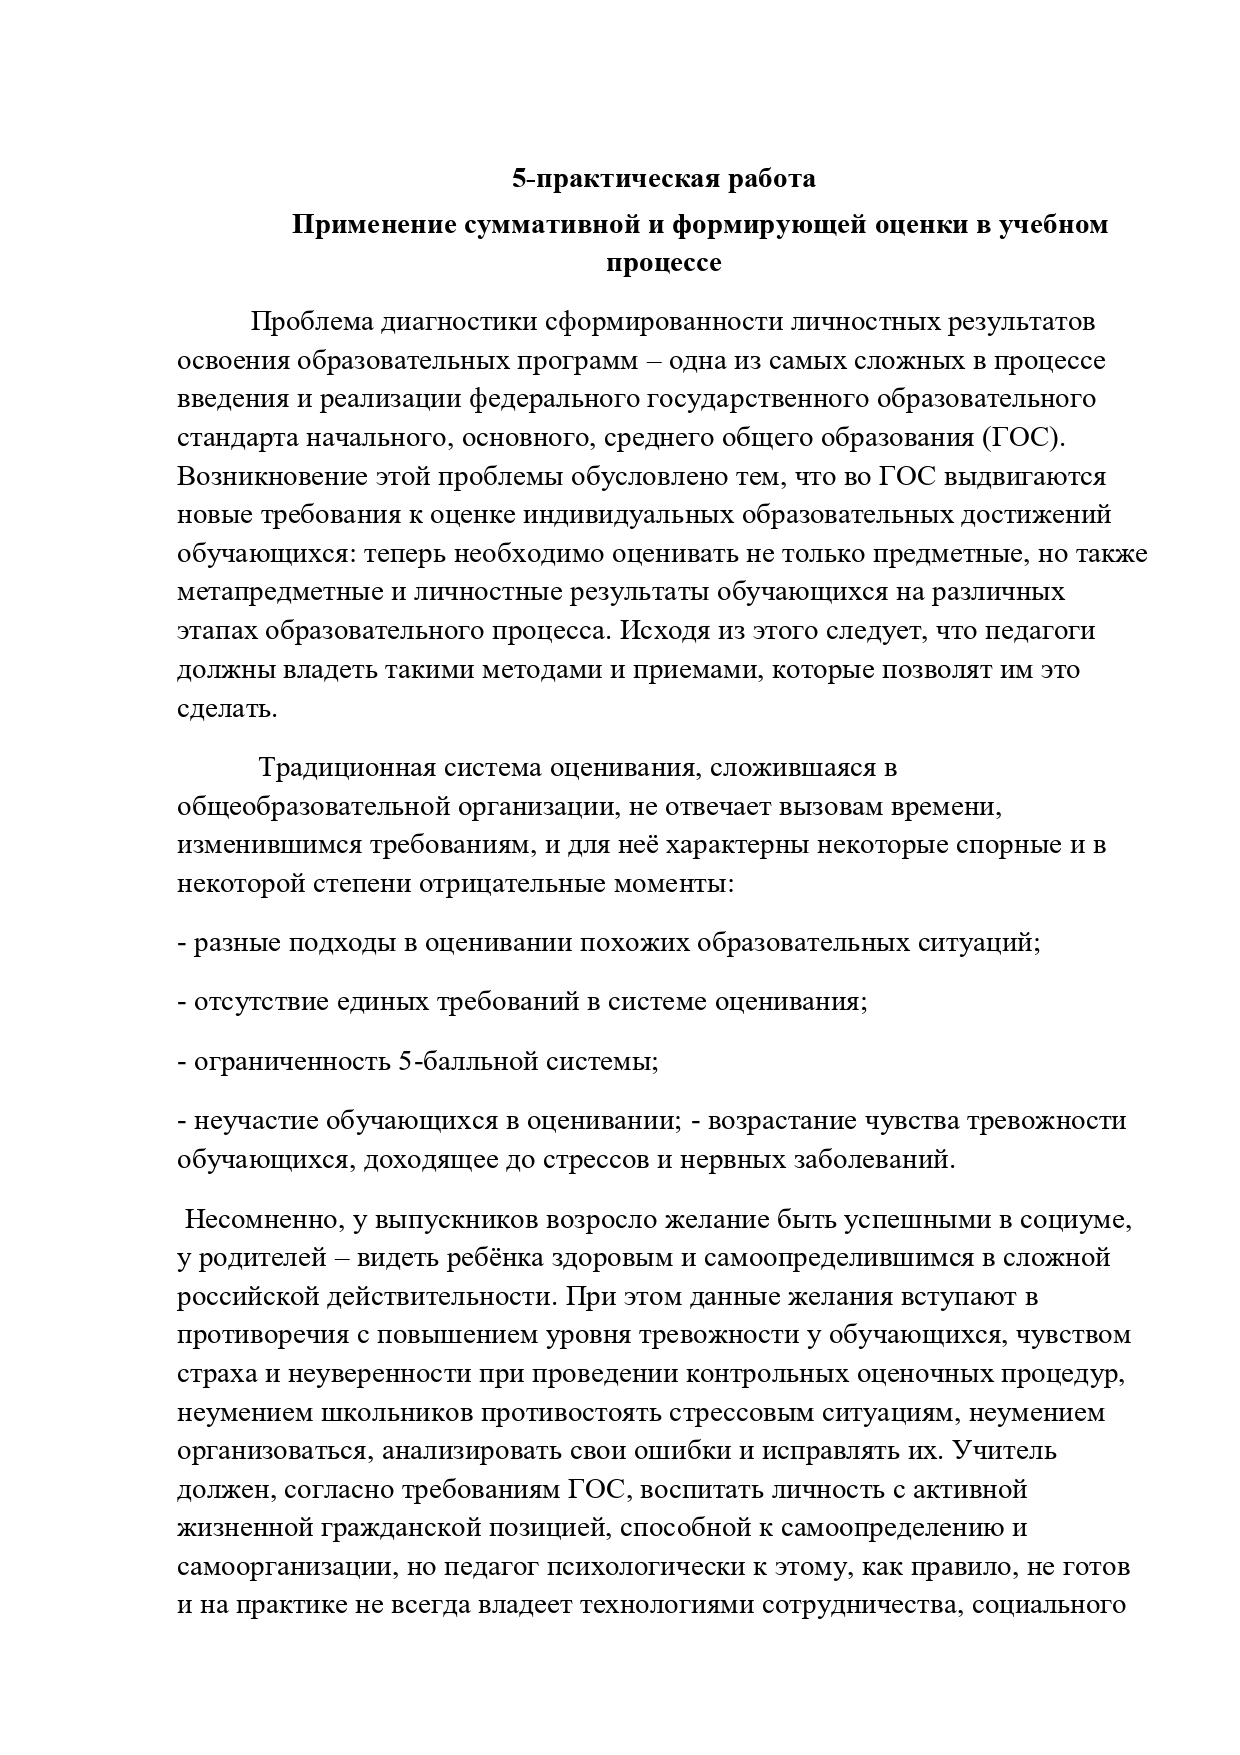 5-практическая работа
Применение суммативной и формирующей оценки в учебном
процессе
Проблема диагностики сформированности личностных результатов
освоения образовательных программ – одна из самых сложных в процессе
введения и реализации федерального государственного образовательного
стандарта начального, основного, среднего общего образования (ГОС).
Возникновение этой проблемы обусловлено тем, что во ГОС выдвигаются
новые требования к оценке индивидуальных образовательных достижений
обучающихся: теперь необходимо оценивать не только предметные, но также
метапредметные и личностные результаты обучающихся на различных
этапах образовательного процесса. Исходя из этого следует, что педагоги
должны владеть такими методами и приемами, которые позволят им это
сделать.
Традиционная система оценивания, сложившаяся в
общеобразовательной организации, не отвечает вызовам времени,
изменившимся требованиям, и для неё характерны некоторые спорные и в
некоторой степени отрицательные моменты:
- разные подходы в оценивании похожих образовательных ситуаций;
- отсутствие единых требований в системе оценивания;
- ограниченность 5-балльной системы;
- неучастие обучающихся в оценивании; - возрастание чувства тревожности
обучающихся, доходящее до стрессов и нервных заболеваний.
Несомненно, у выпускников возросло желание быть успешными в социуме,
у родителей – видеть ребёнка здоровым и самоопределившимся в сложной
российской действительности. При этом данные желания вступают в
противоречия с повышением уровня тревожности у обучающихся, чувством
страха и неуверенности при проведении контрольных оценочных процедур,
неумением школьников противостоять стрессовым ситуациям, неумением
организоваться, анализировать свои ошибки и исправлять их. Учитель
должен, согласно требованиям ГОС, воспитать личность с активной
жизненной гражданской позицией, способной к самоопределению и
самоорганизации, но педагог психологически к этому, как правило, не готов
и на практике не всегда владеет технологиями сотрудничества, социального